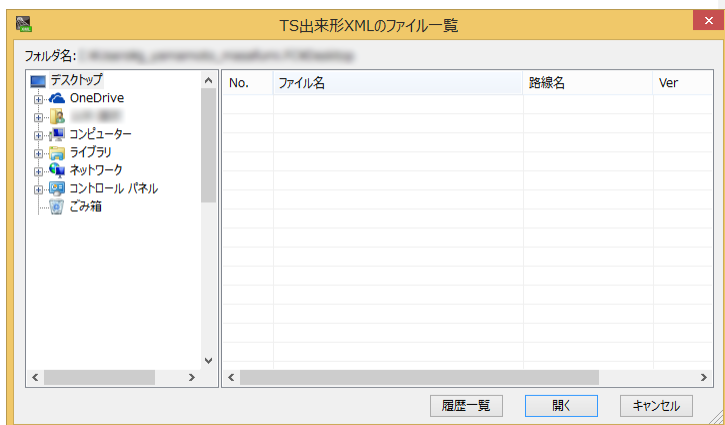 TS出来形XMLのファイル一覧
フォルダ名:
デスクトップ
OneDrive
コンピューター
ライブラリ
ネットワーク
コントロール パネル
ごみ箱
No. ファイル名 路線名 Ver
履歴一覧 開く キャンセル